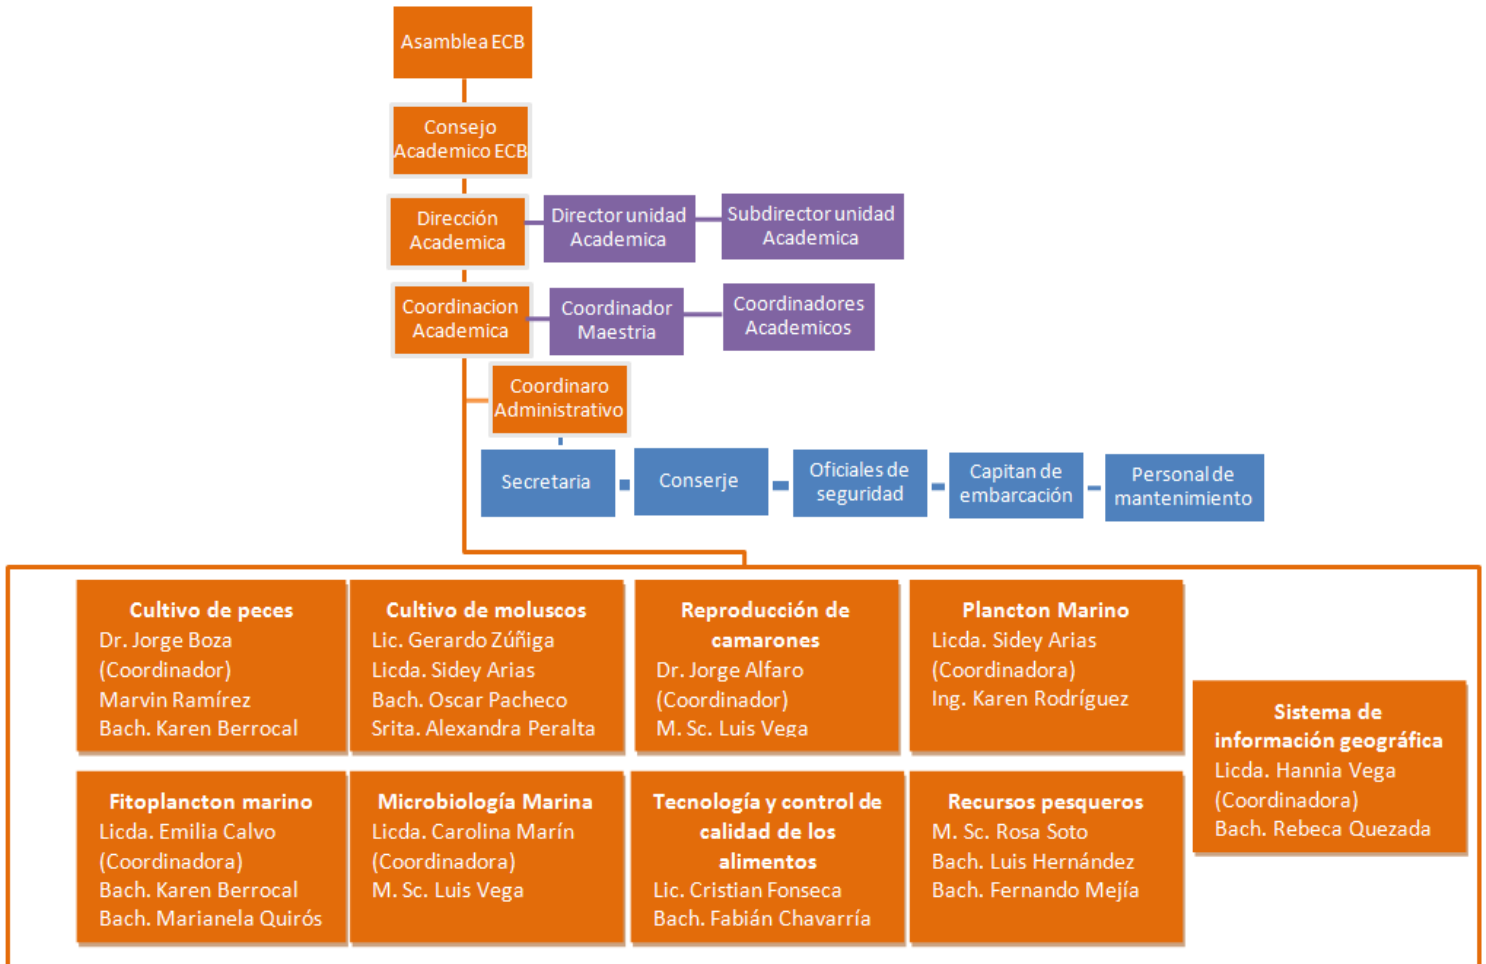 Asamblea ECB
Consejo
Academico ECB
Dirección
Academica
Director unidad
Academica
Subdirector unidad
Academica
Coordinacion
Academica
Coordinador
Maestria
Coordinadores
Academicos
Coordinaro
Administrativo
Secretaria
Conserje
Oficiales de
seguridad
Capitan de
embarcación
Personal de
mantenimiento
Cultivo de peces
Dr. Jorge Boza
(Coordinador)
Marvin Ramírez
Bach. Karen Berrocal
Cultivo de moluscos
Lic. Gerardo Zúñiga
Licda. Sidey Arias
Bach. Oscar Pacheco
Srita. Alexandra Peralta
Reproducción de
camarones
Dr. Jorge Alfaro
(Coordinador)
M. Sc. Luis Vega
Plancton Marino
Licda. Sidey Arias
(Coordinadora)
Ing. Karen Rodríguez
Sistema de
información geográfica
Licda. Hannia Vega
(Coordinadora)
Bach. Rebeca Quezada
Fitoplancton marino
Licda. Emilia Calvo
(Coordinadora)
Bach. Karen Berrocal
Bach. Marianela Quirós
Microbiología Marina
Licda. Carolina Marín
(Coordinadora)
M. Sc. Luis Vega
Tecnología y control de
calidad de los
alimentos
Lic. Cristian Fonseca
Bach. Fabián Chavarría
Recursos pesqueros
M. Sc. Rosa Soto
Bach. Luis Hernández
Bach. Fernando Mejía